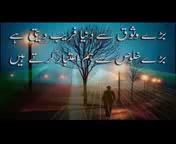 بڑے وثوق سے دنیا فریب دیتی ہے
بڑے خلوص سے ہم اعتبار کرتے ہیں